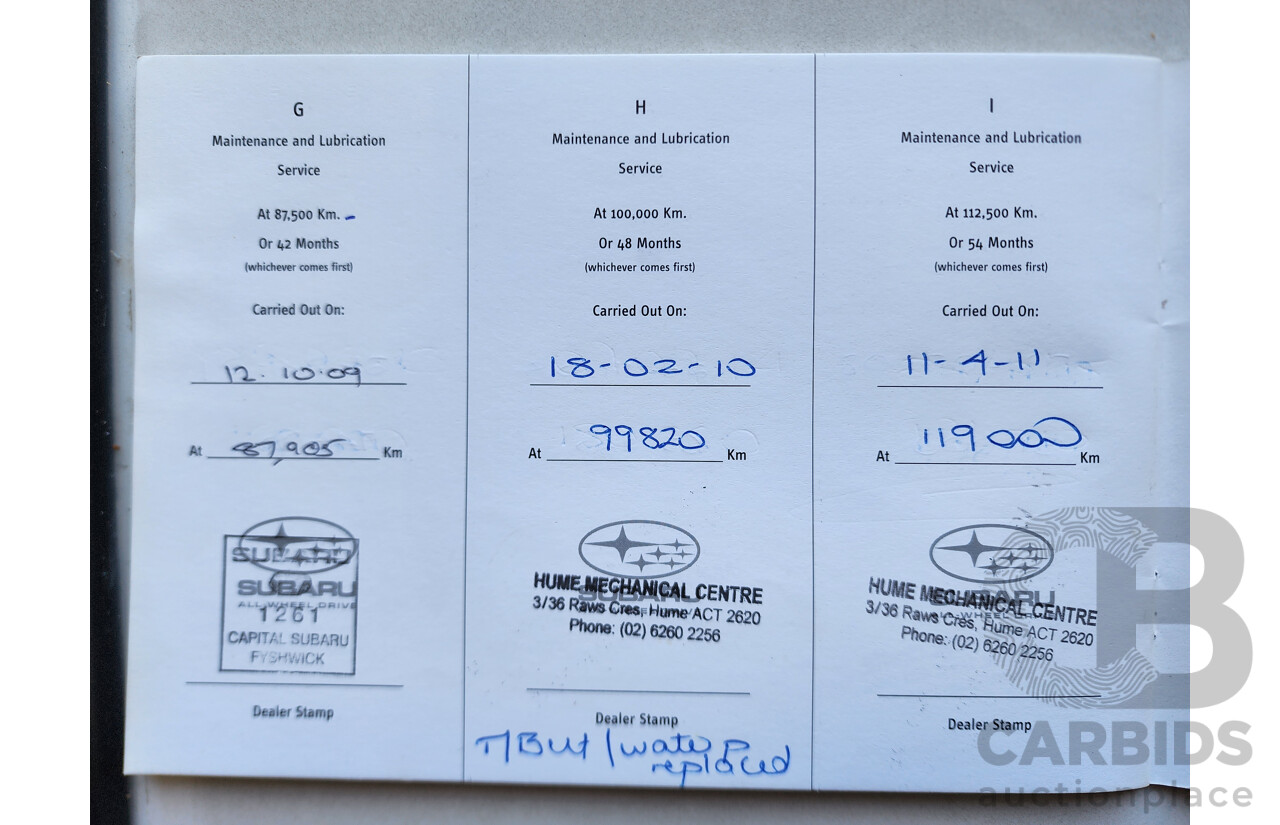 G
Maintenance and Lubrication
Service
At 87,500 Km. -
Or 42 Months
(whichever comes first)
Carried Out On:
12.10.09
At 87,905 Km
SUBARU
SUBARU
ALL-WHEEL DRIVE
1261
CAPITAL SUBARU
FYSHWICK
Dealer Stamp
H
Maintenance and Lubrication
Service
At 100,000 Km.
Or 48 Months
(whichever comes first)
Carried Out On:
18-02-10
At 99820 Km
SUBARU
HUME MECHANICAL CENTRE
3/36 Raws Cres, Hume ACT 2620
Phone: (02) 6260 2256
Dealer Stamp
T/Belt / water P
replaced
I
Maintenance and Lubrication
Service
At 112,500 Km.
Or 54 Months
(whichever comes first)
Carried Out On:
11-4-11
At 119000 Km
SUBARU
HUME MECHANICAL CENTRE
3/36 Raws Cres, Hume ACT 2620
Phone: (02) 6260 2256
Dealer Stamp
CARBIDS
auctionplace